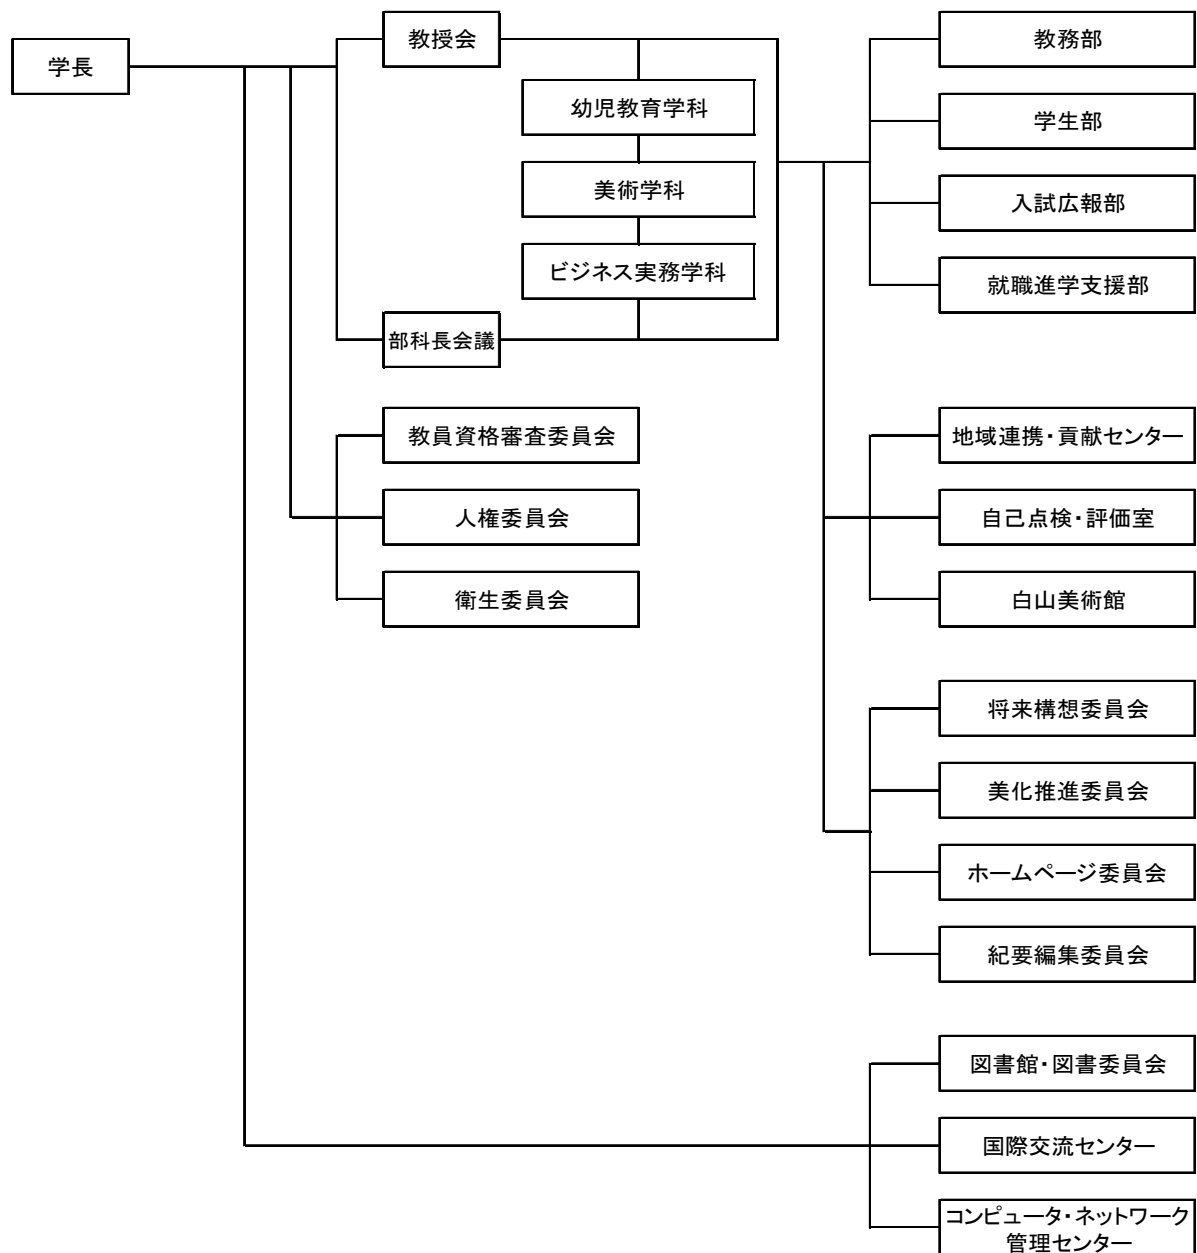 学長
教授会
幼児教育学科
美術学科
ビジネス実務学科
部科長会議
教員資格審査委員会
人権委員会
衛生委員会
教務部
学生部
入試広報部
就職進学支援部
地域連携・貢献センター
自己点検・評価室
白山美術館
将来構想委員会
美化推進委員会
ホームページ委員会
紀要編集委員会
図書館・図書委員会
国際交流センター
コンピュータ・ネットワーク
管理センター